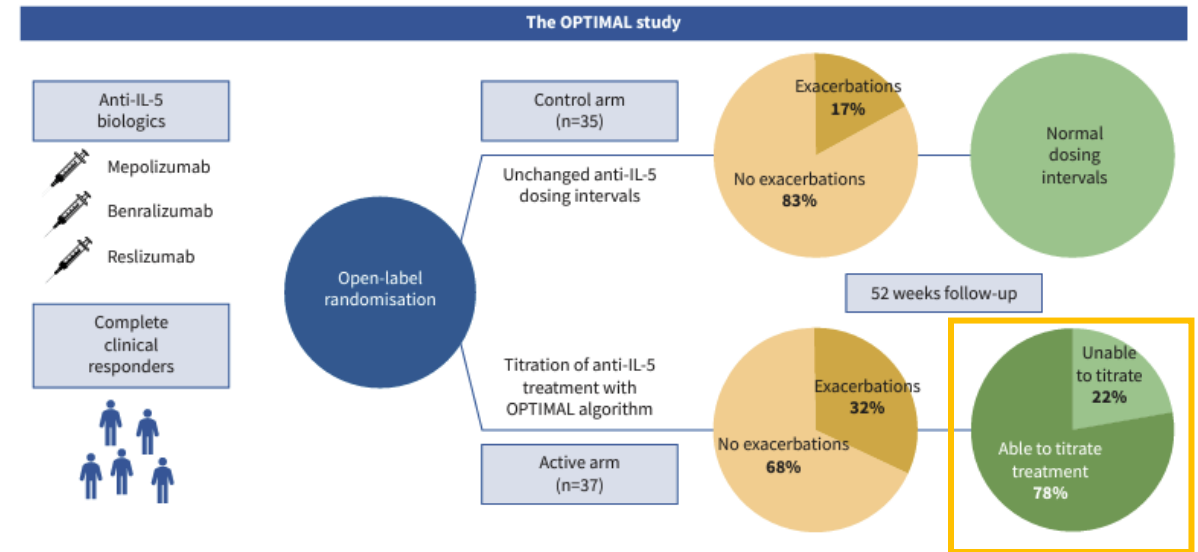 The OPTIMAL study
Anti-IL-5
biologics
Mepolizumab
Benralizumab
Reslizumab
Complete
clinical
responders
Open-label
randomisation
Control arm
(n=35)
Unchanged anti-IL-5
dosing intervals
Exacerbations
17%
No exacerbations
83%
Normal
dosing
intervals
52 weeks follow-up
Titration of anti-IL-5
treatment with
OPTIMAL algorithm
Active arm
(n=37)
Exacerbations
32%
No exacerbations
68%
Unable
to titrate
22%
Able to titrate
treatment
78%